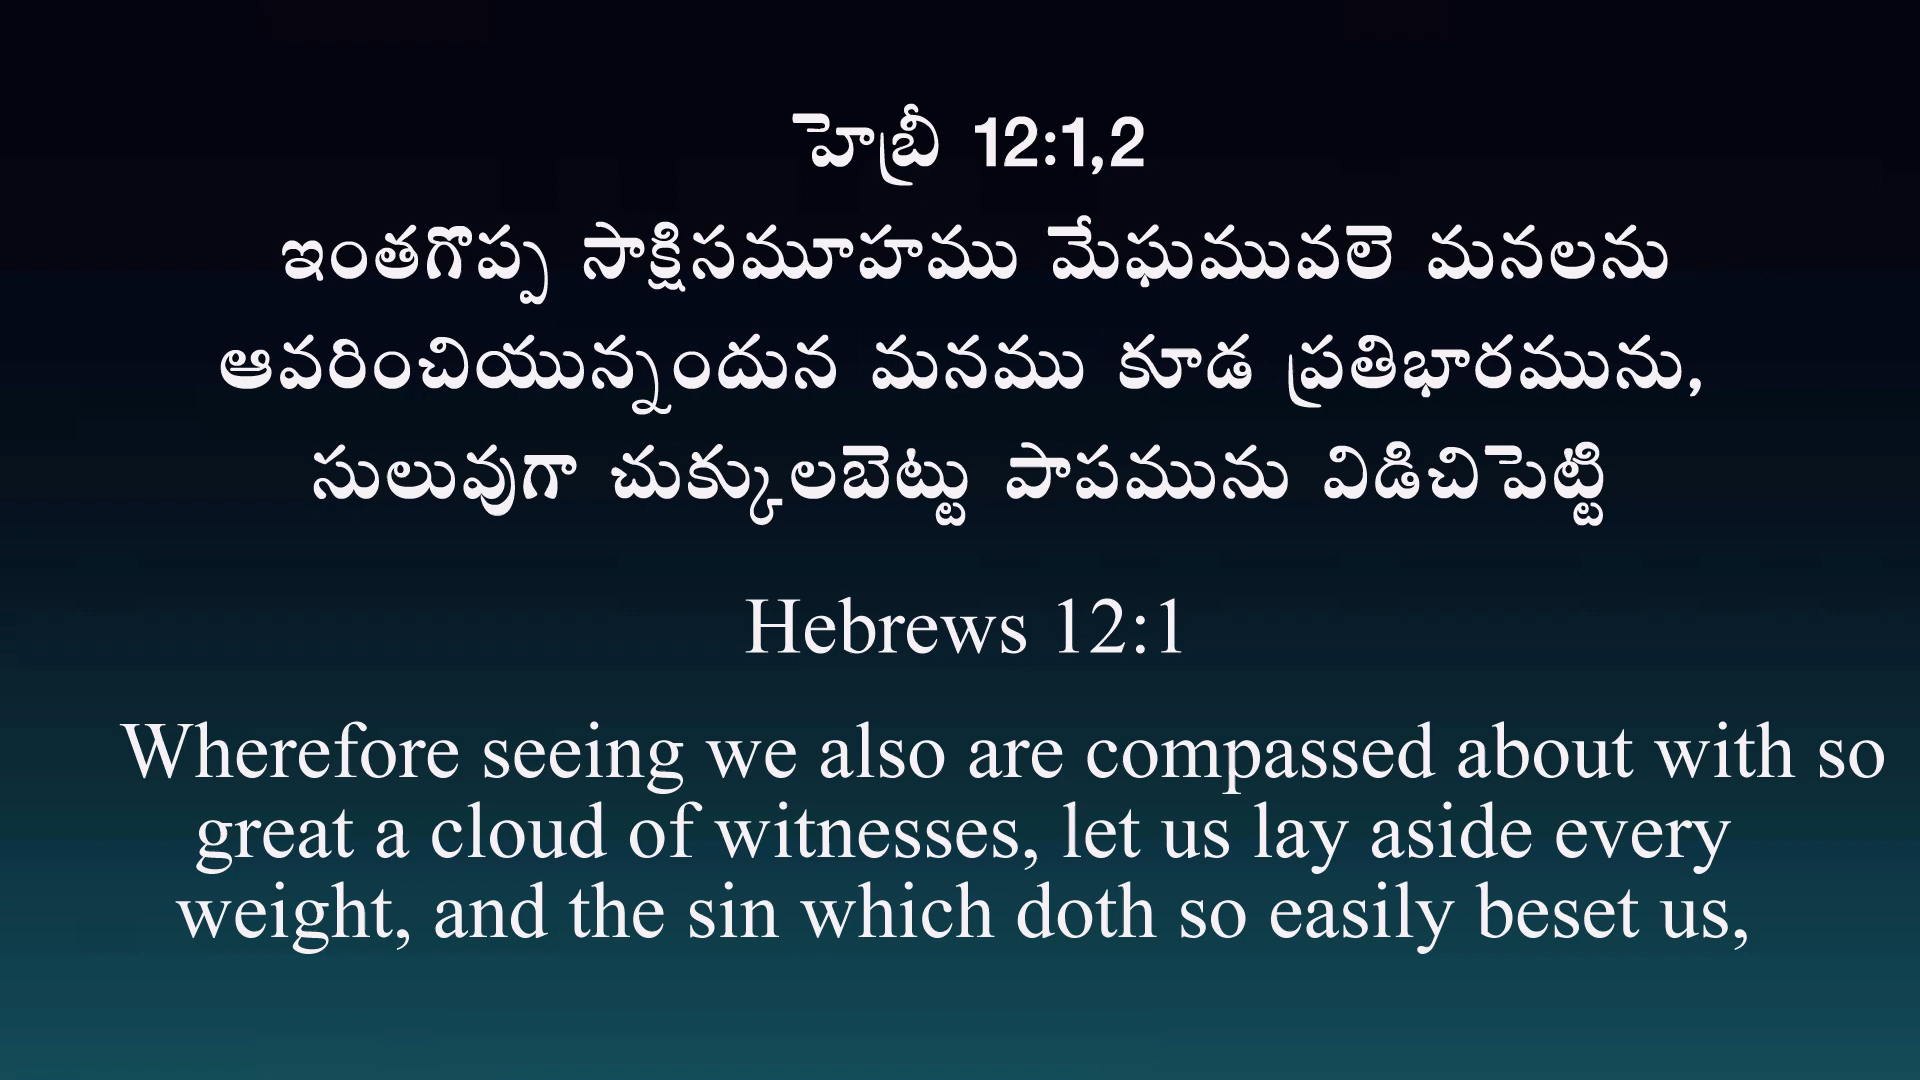 హెబ్రీ 12:1,2
ఇంతగొప్ప సాక్షిసమూహము మేఘమువలె మనలను
ఆవరించియున్నందున మనము కూడ ప్రతిభారమును,
సులువుగా చుక్కులబెట్టు పాపమును విడిచిపెట్టి
Hebrews 12:1
Wherefore seeing we also are compassed about with so
great a cloud of witnesses, let us lay aside every
weight, and the sin which doth so easily beset us,